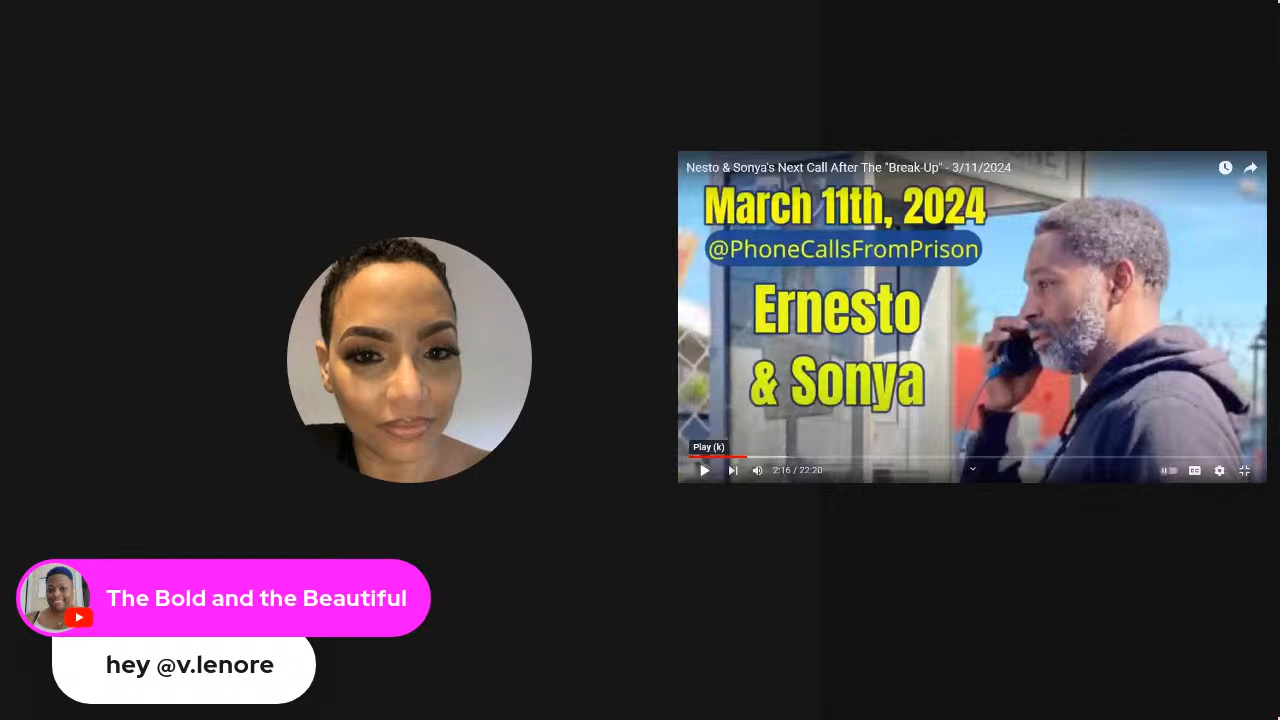 Nesto & Sonya's Next Call After The "Break-Up" - 3/11/2024
March 11th, 2024
@PhoneCallsFromPrison
Ernesto
& Sonya
Play (k)
2:16 / 22:20
The Bold and the Beautiful
hey @v.lenore